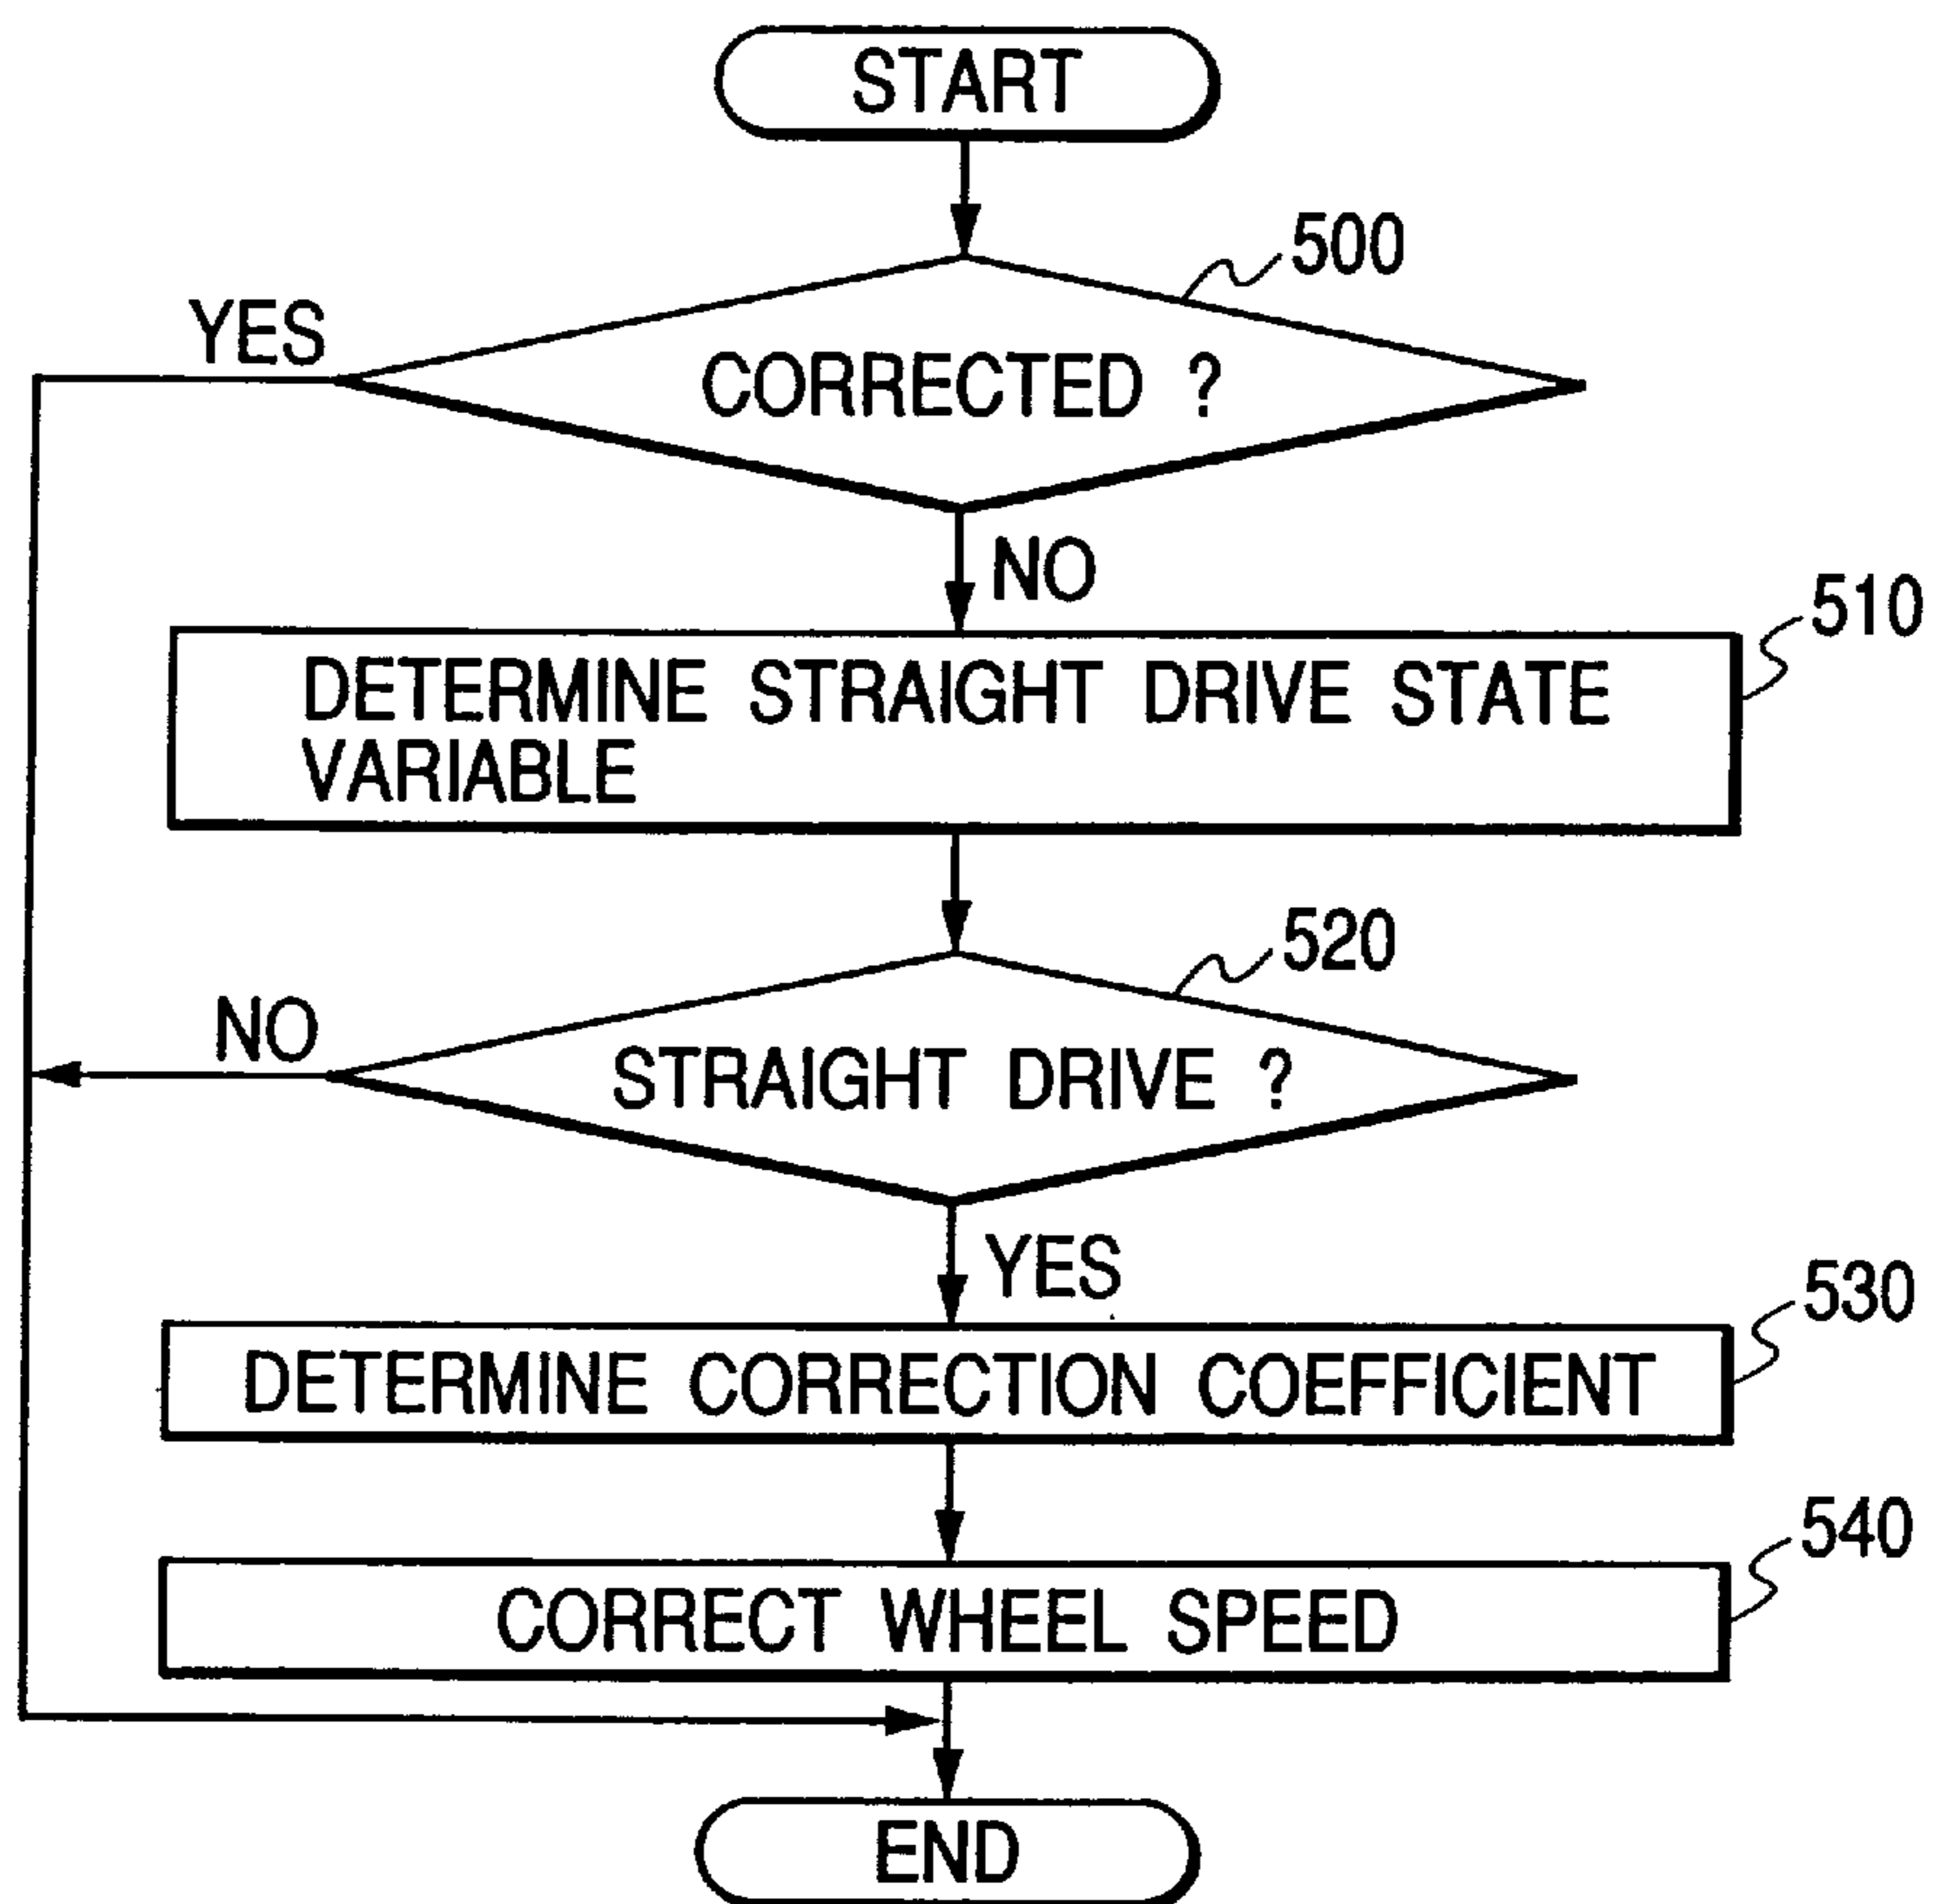 START
500
YES
CORRECTED ?
NO
510
DETERMINE STRAIGHT DRIVE STATE
VARIABLE
520
NO
STRAIGHT DRIVE ?
YES
530
DETERMINE CORRECTION COEFFICIENT
540
CORRECT WHEEL SPEED
END